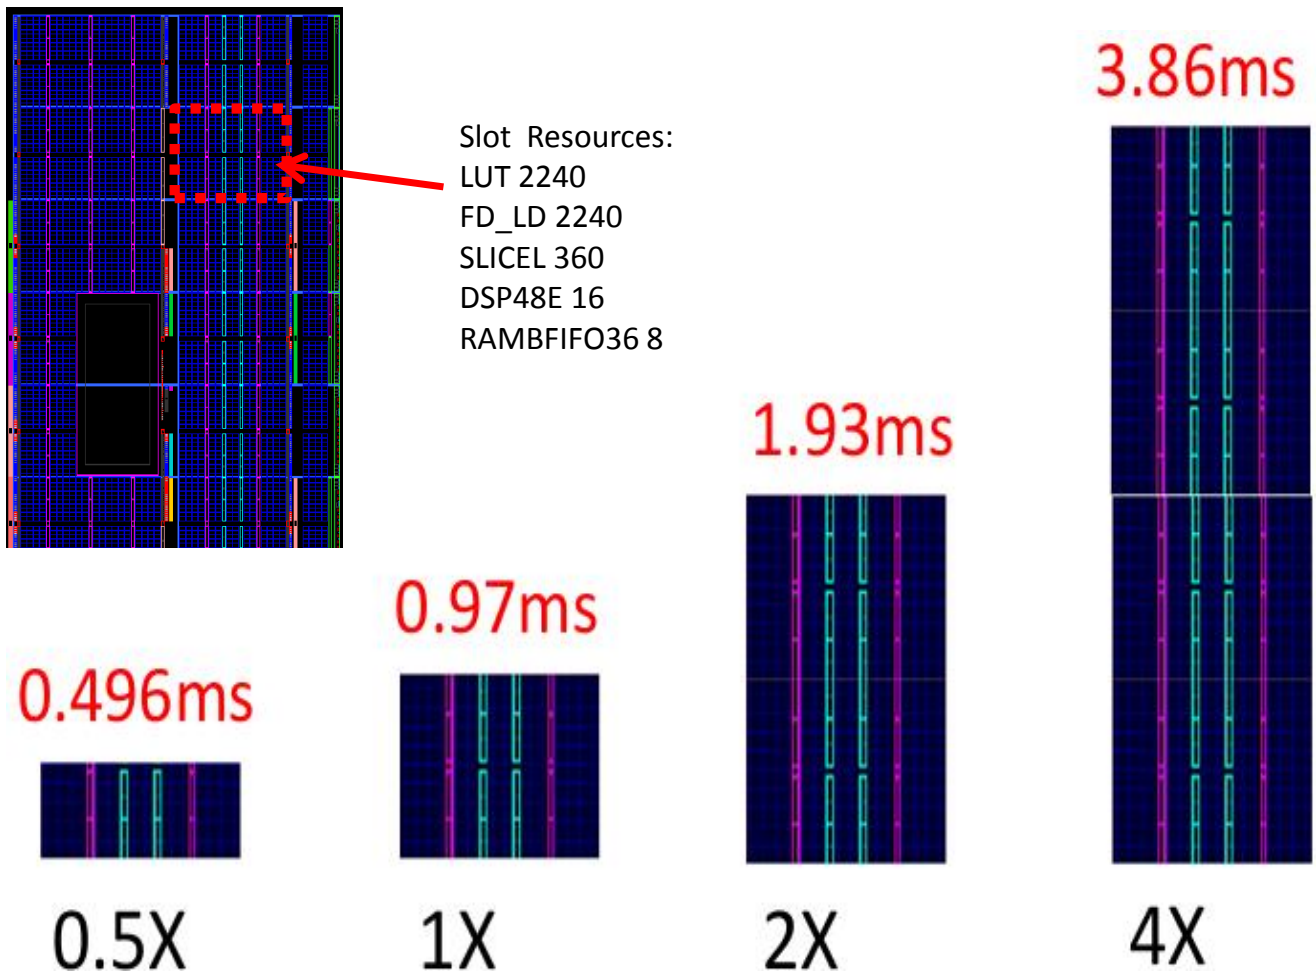 Slot Resources:
LUT 2240
FD_LD 2240
SLICEL 360
DSP48E 16
RAMBFIFO36 8
0.496ms
0.97ms
1.93ms
3.86ms
0.5X
1X
2X
4X